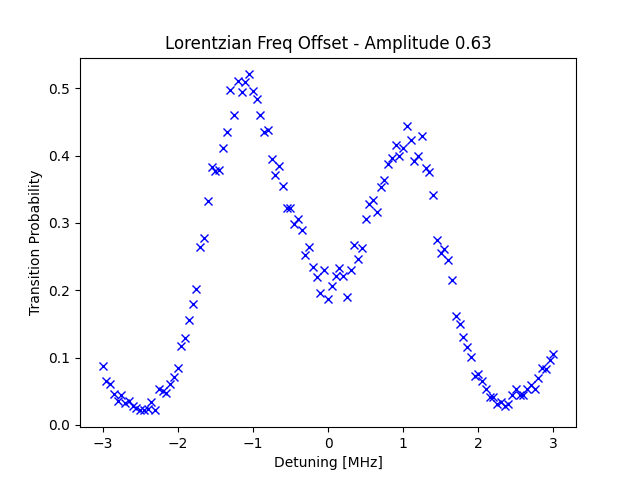 Lorentzian Freq Offset - Amplitude 0.63
0.5
0.4
0.3
0.2
0.1
0.0
Transition Probability
−3 −2 −1 0 1 2 3
Detuning [MHz]